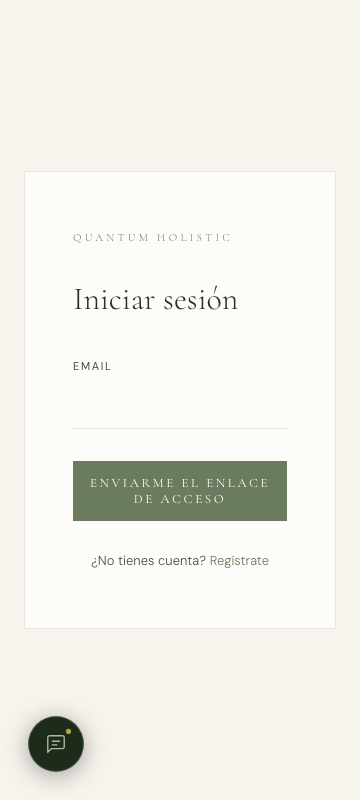 QUANTUM HOLISTIC
Iniciar sesión
EMAIL
ENVIARME EL ENLACE
DE ACCESO
¿No tienes cuenta? Regístrate